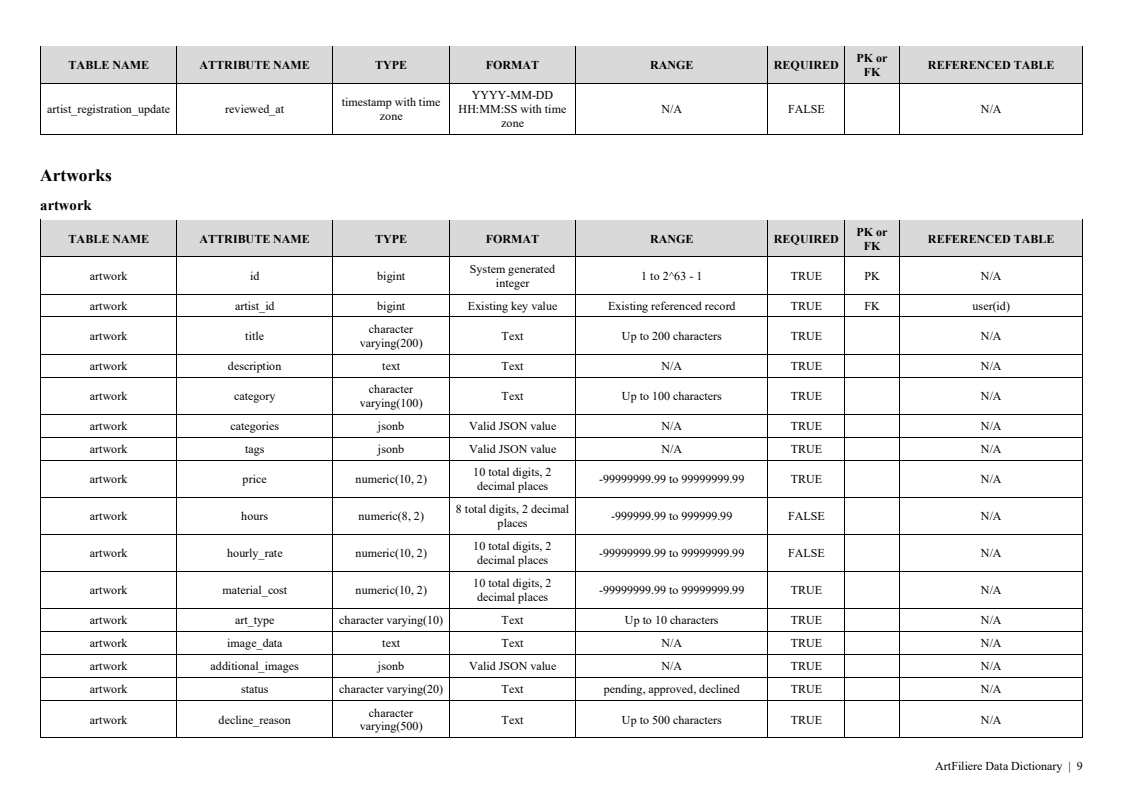 TABLE NAME ATTRIBUTE NAME TYPE FORMAT RANGE REQUIRED PK or FK REFERENCED TABLE
artist_registration_update reviewed_at timestamp with time zone YYYY-MM-DD HH:MM:SS with time zone N/A FALSE N/A
Artworks
artwork
TABLE NAME ATTRIBUTE NAME TYPE FORMAT RANGE REQUIRED PK or FK REFERENCED TABLE
artwork id bigint System generated integer 1 to 2^63 - 1 TRUE PK N/A
artwork artist_id bigint Existing key value Existing referenced record TRUE FK user(id)
artwork title character varying(200) Text Up to 200 characters TRUE N/A
artwork description text Text N/A TRUE N/A
artwork category character varying(100) Text Up to 100 characters TRUE N/A
artwork categories jsonb Valid JSON value N/A TRUE N/A
artwork tags jsonb Valid JSON value N/A TRUE N/A
artwork price numeric(10, 2) 10 total digits, 2 decimal places -99999999.99 to 99999999.99 TRUE N/A
artwork hours numeric(8, 2) 8 total digits, 2 decimal places -999999.99 to 999999.99 FALSE N/A
artwork hourly_rate numeric(10, 2) 10 total digits, 2 decimal places -99999999.99 to 99999999.99 FALSE N/A
artwork material_cost numeric(10, 2) 10 total digits, 2 decimal places -99999999.99 to 99999999.99 TRUE N/A
artwork art_type character varying(10) Text Up to 10 characters TRUE N/A
artwork image_data text Text N/A TRUE N/A
artwork additional_images jsonb Valid JSON value N/A TRUE N/A
artwork status character varying(20) Text pending, approved, declined TRUE N/A
artwork decline_reason character varying(500) Text Up to 500 characters TRUE N/A
ArtFiliere Data Dictionary | 9